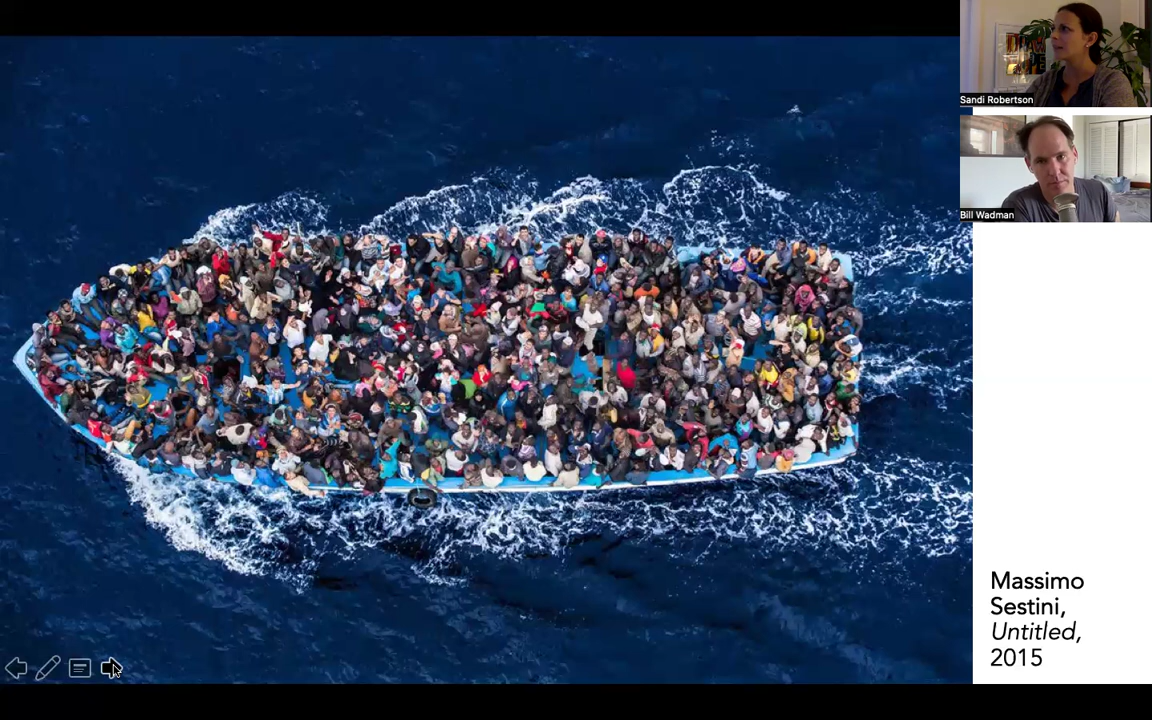 Sandi Robertson
Bill Wadman
Massimo
Sestini,
Untitled,
2015